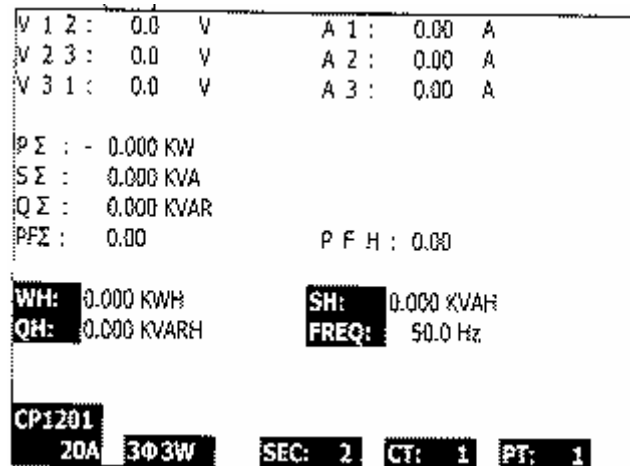 V 1 2 : 0.0 V A 1 : 0.00 A
V 2 3 : 0.0 V A 2 : 0.00 A
V 3 1 : 0.0 V A 3 : 0.00 A
P Σ : - 0.000 KW
S Σ : 0.000 KVA
Q Σ : 0.000 KVAR
PFΣ : 0.00 P F H : 0.00
WH: 0.000 KWH SH: 0.000 KVAH
QH: 0.000 KVARH FREQ: 50.0 Hz
CP1201
20A 3Φ3W SEC: 2 CT: 1 PT: 1